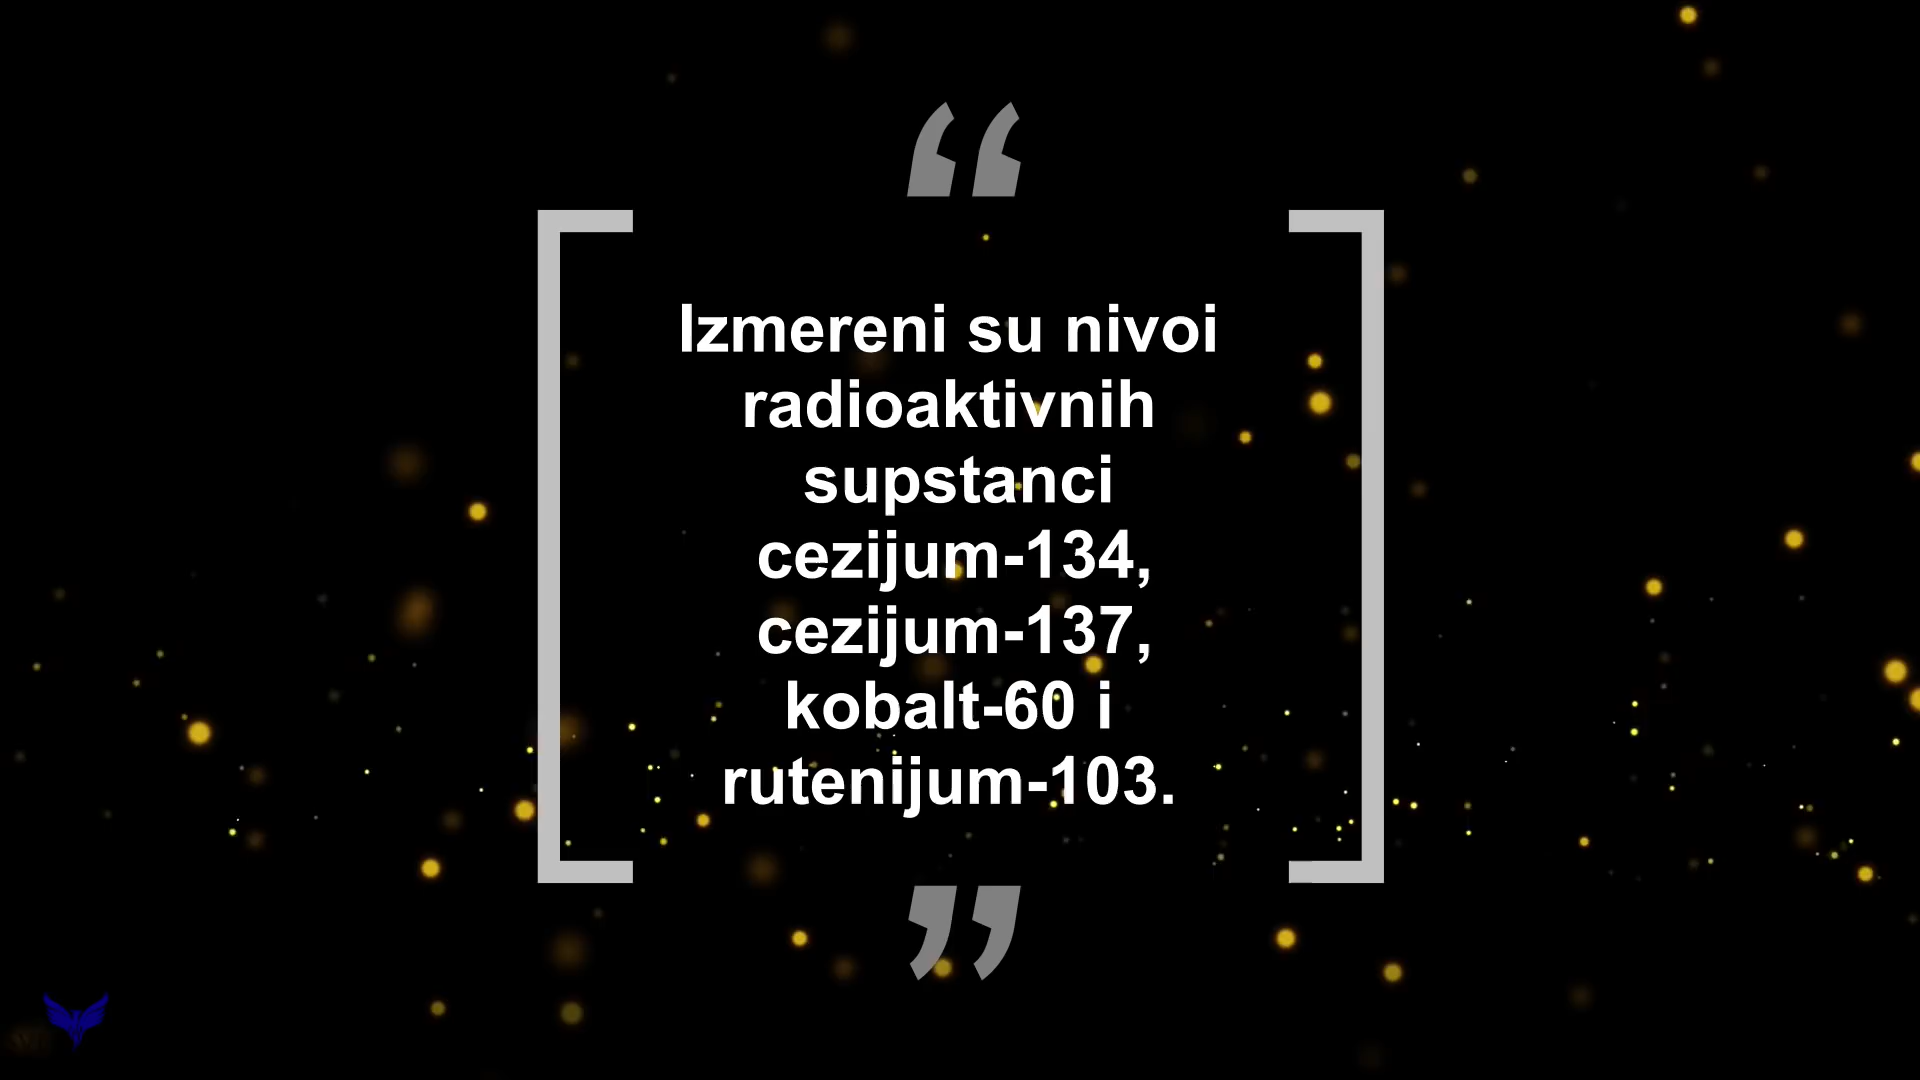 “
Izmereni su nivoi
radioaktivnih
supstanci
cezijum-134,
cezijum-137,
kobalt-60 i
rutenijum-103.
”